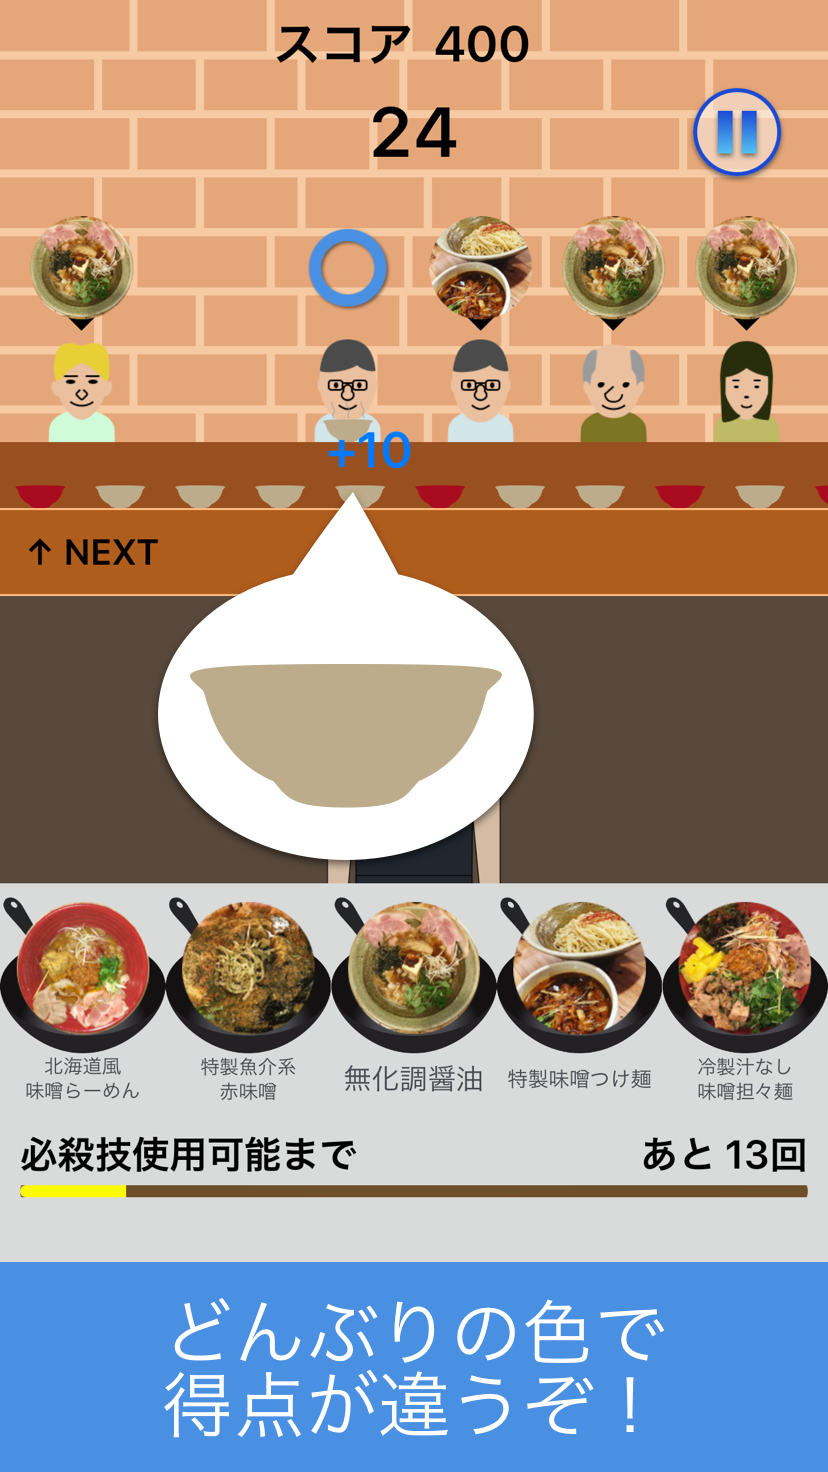 スコア 400
24
+10
↑ NEXT
北海道風
味噌らーめん
特製魚介系
赤味噌
無化調醤油
特製味噌つけ麺
冷製汁なし
味噌担々麺
必殺技使用可能まで
あと 13回
どんぶりの色で
得点が違うぞ！